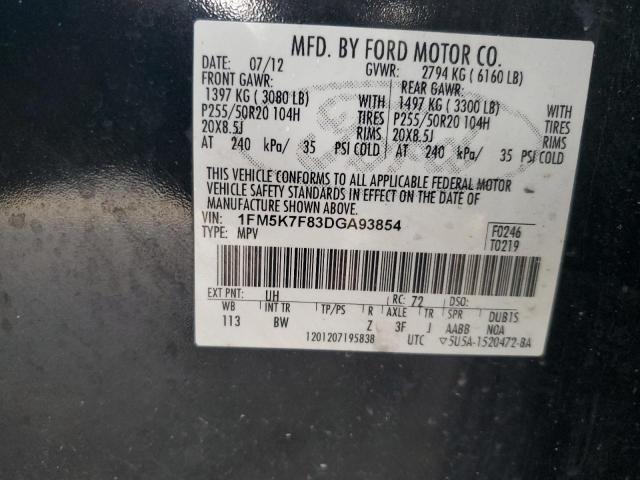 MFD. BY FORD MOTOR CO.
07/12 GVWR: 2794 KG ( 6160 LB)
FRONT GAWR: REAR GAWR:
1397 KG ( 3080 LB) WITH 1497 KG ( 3300 LB) WITH
P255/50R20 104H TIRES P255/50R20 104H TIRES
20X8.5J RIMS 20X8.5J RIMS
AT 240 kPa/ 35 PSI COLD AT 240 kPa/ 35 PSI COLD
THIS VEHICLE CONFORMS TO ALL APPLICABLE FEDERAL MOTOR
VEHICLE SAFETY STANDARDS IN EFFECT ON THE DATE OF
MANUFACTURE SHOWN ABOVE.
VIN: 1FM5K7F83DGA93854
TYPE: MPV
F0246
T0219
EXT PNT: UH RC: 72 DSO:
WB INT TR TP/PS R AXLE TR SPR DUBTS
113 BW Z 3F J AABB NOA
1201207195838 UTC ▽5U5A-1520472-BA